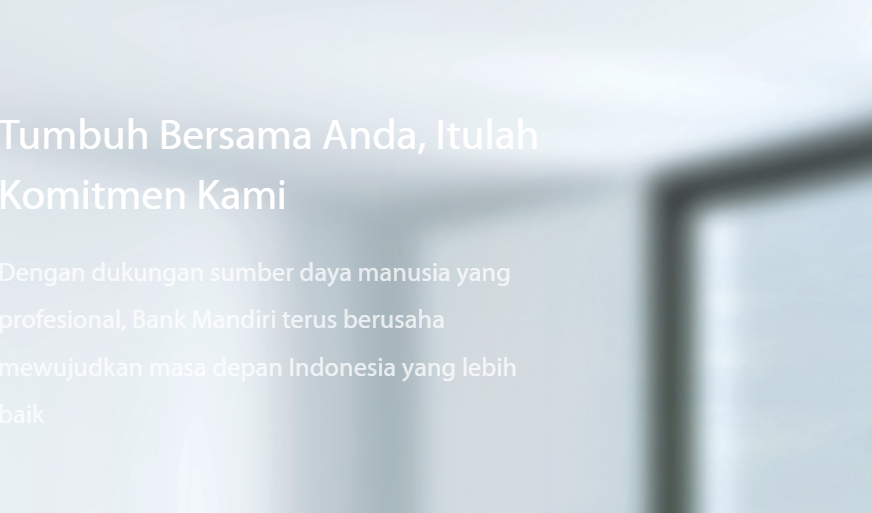 Tumbuh Bersama Anda, Itulah
Komitmen Kami
Dengan dukungan sumber daya manusia yang
profesional, Bank Mandiri terus berusaha
mewujudkan masa depan Indonesia yang lebih
baik